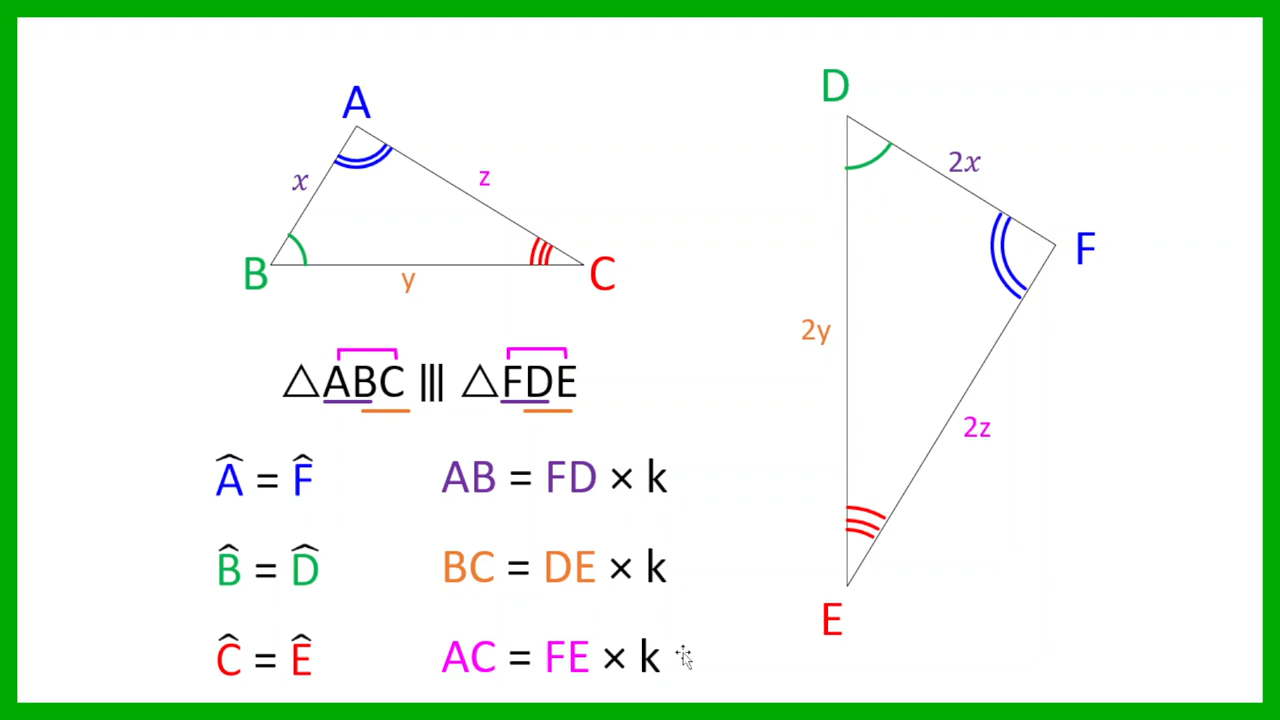 A
x
z
B
y
C
D
2x
F
2y
2z
E
△ABC ||| △FDE
Â = F̂
AB = FD × k
B̂ = D̂
BC = DE × k
Ĉ = Ê
AC = FE × k